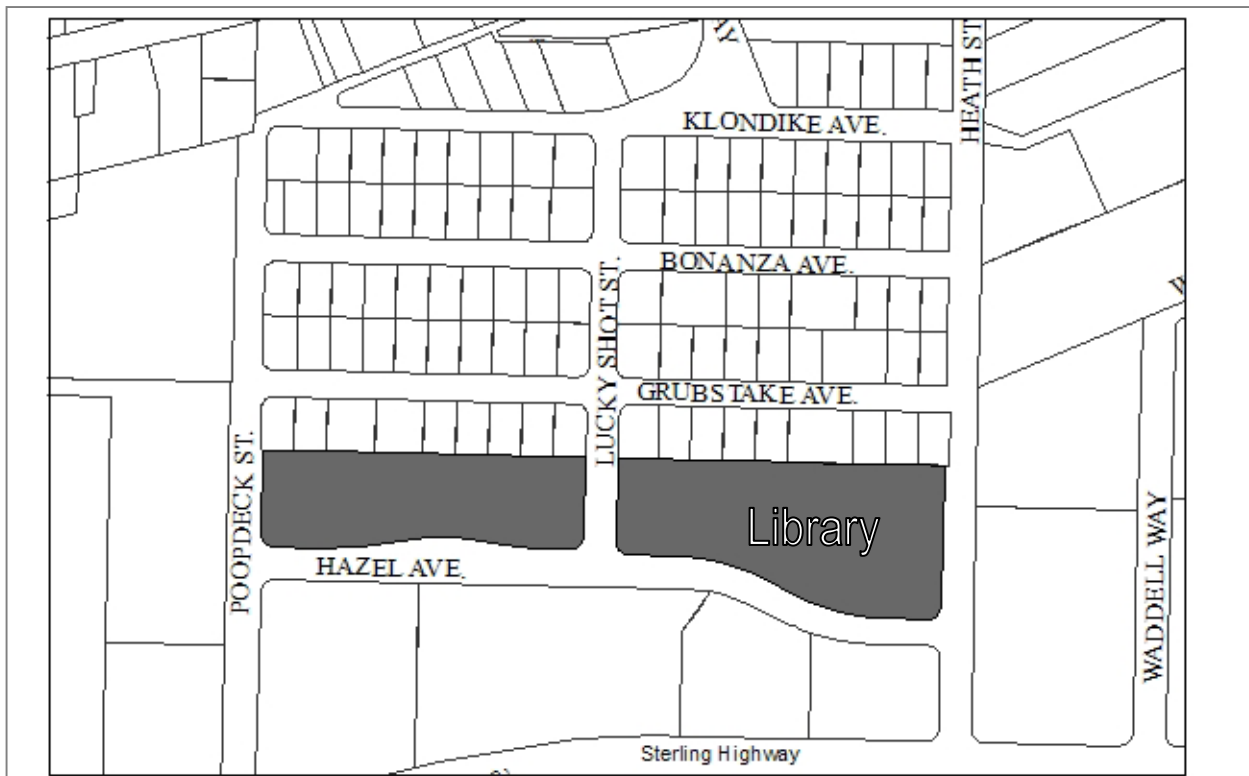 HEATH ST.
KLONDIKE AVE.
BONANZA AVE.
LUCKY SHOT ST.
GRUBSTAKE AVE.
POOPDECK ST.
Library
WADDELL WAY
HAZEL AVE.
Sterling Highway